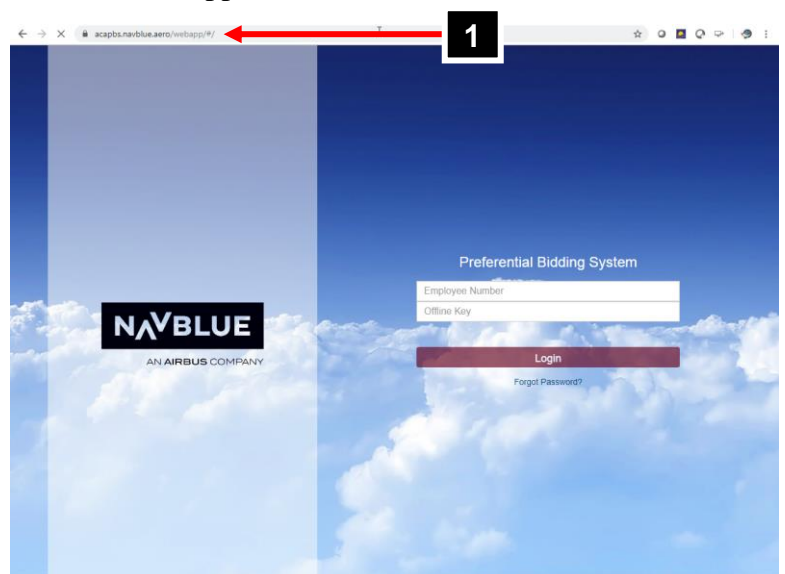 acapbs.navblue.aero/webapp/#/
1
Preferential Bidding System
Employee Number
Offline Key
NAVBLUE
AN AIRBUS COMPANY
Login
Forgot Password?